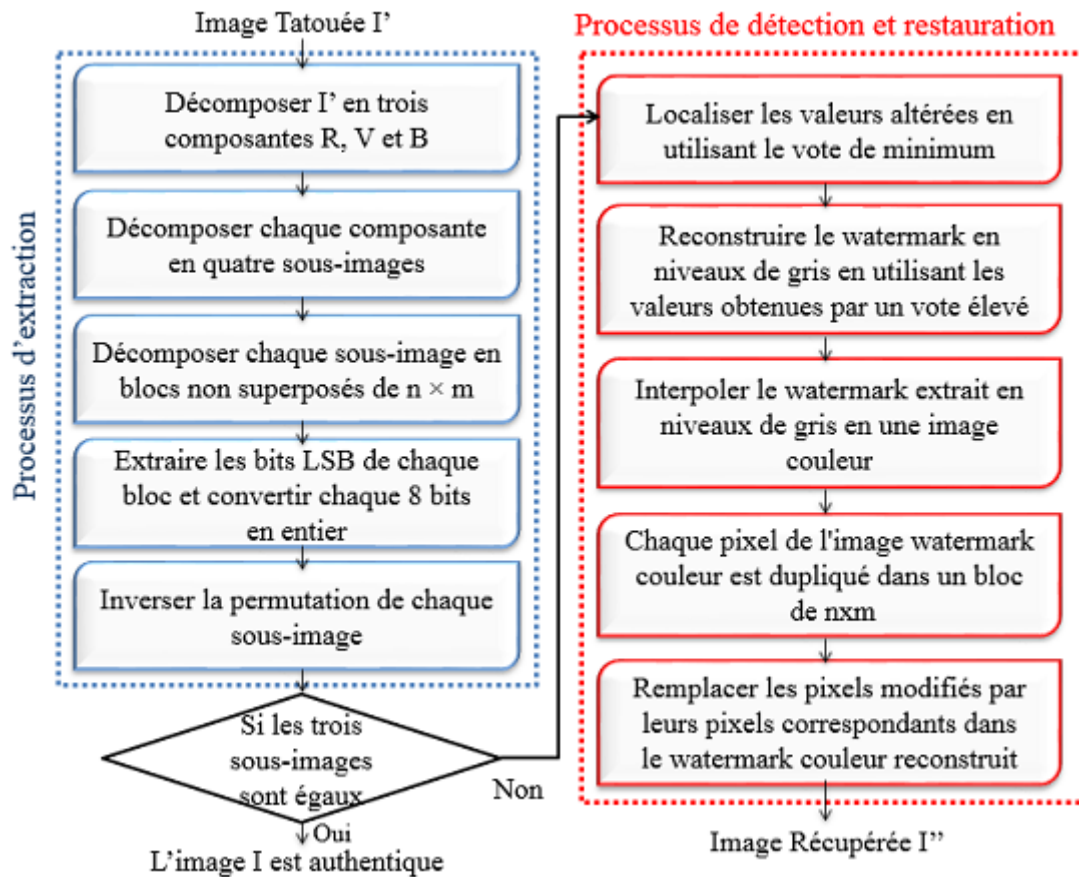 Image Tatouée I’
Processus d’extraction
Décomposer I’ en trois
composantes R, V et B
Décomposer chaque composante
en quatre sous-images
Décomposer chaque sous-image en
blocs non superposés de n × m
Extraire les bits LSB de chaque
bloc et convertir chaque 8 bits
en entier
Inverser la permutation de chaque
sous-image
Si les trois
sous-images
sont égaux
Non
Oui
L’image I est authentique
Processus de détection et restauration
Localiser les valeurs altérées en
utilisant le vote de minimum
Reconstruire le watermark en
niveaux de gris en utilisant les
valeurs obtenues par un vote élevé
Interpoler le watermark extrait en
niveaux de gris en une image
couleur
Chaque pixel de l'image watermark
couleur est dupliqué dans un bloc
de nxm
Remplacer les pixels modifiés par
leurs pixels correspondants dans
le watermark couleur reconstruit
Image Récupérée I’’